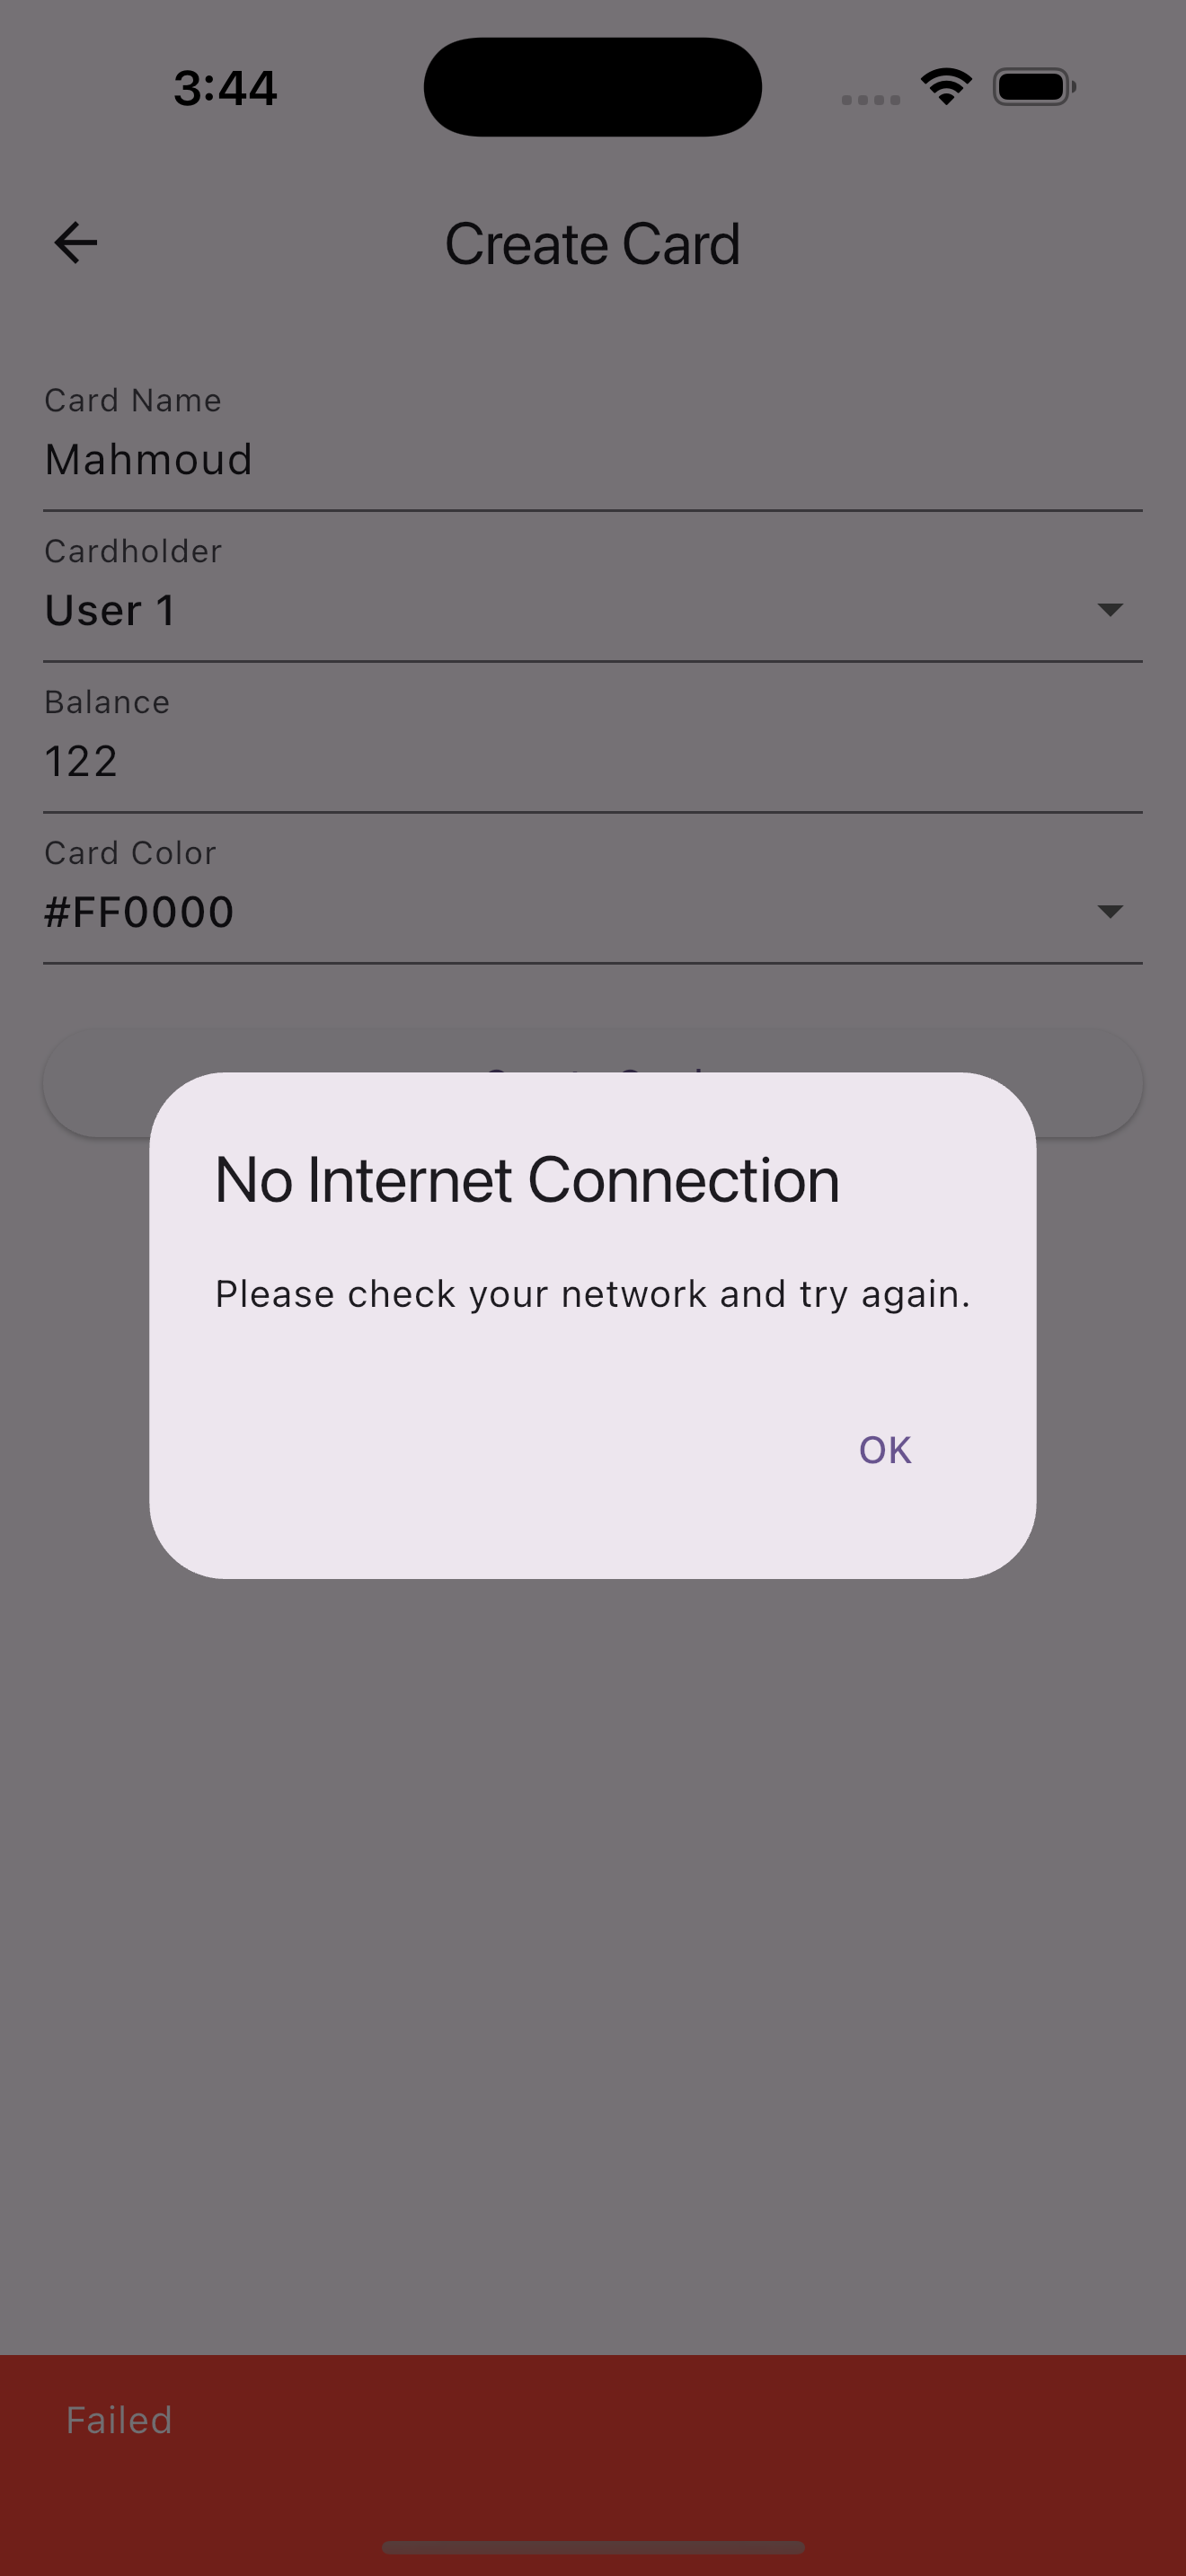 3:44
Create Card
Card Name
Mahmoud
Cardholder
User 1
Balance
122
Card Color
#FF0000
No Internet Connection
Please check your network and try again.
OK
Failed